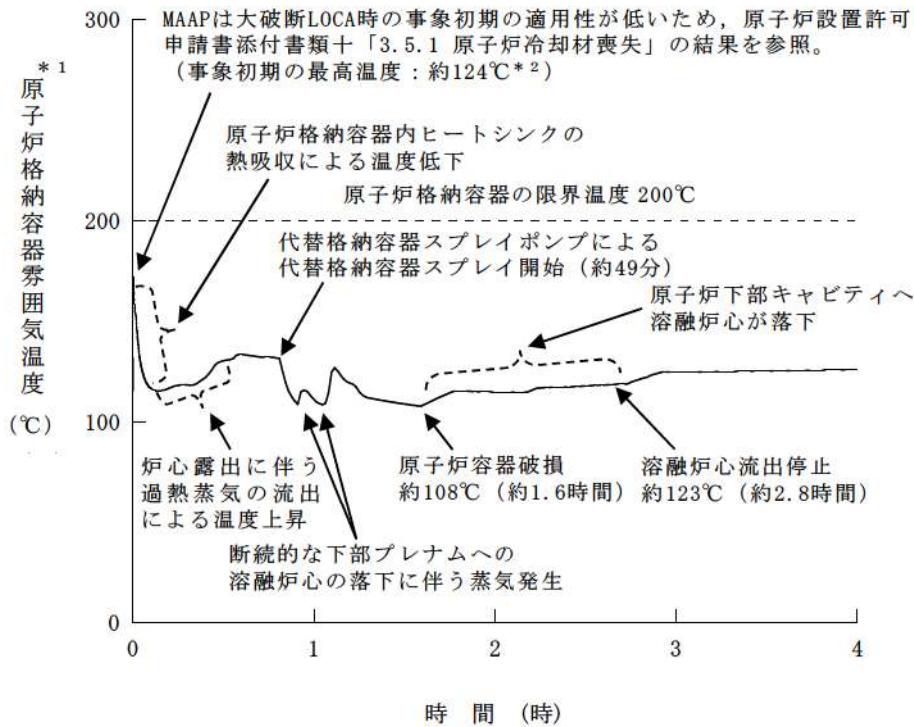 300
MAAPは大破断LOCA時の事象初期の適用性が低いため，原子炉設置許可
申請書添付書類十「3.5.1 原子炉冷却材喪失」の結果を参照。
（事象初期の最高温度：約124℃*2）
*1
原子炉格納容器雰囲気温度
(℃)
原子炉格納容器内ヒートシンクの
熱吸収による温度低下
原子炉格納容器の限界温度 200℃
200
代替格納容器スプレイポンプによる
代替格納容器スプレイ開始（約49分）
原子炉下部キャビティへ
溶融炉心が落下
100
炉心露出に伴う
過熱蒸気の流出
による温度上昇
原子炉容器破損
約108℃（約1.6時間）
溶融炉心流出停止
約123℃（約2.8時間）
断続的な下部プレナムへの
溶融炉心の落下に伴う蒸気発生
0
0 1 2 3 4
時 間 (時)